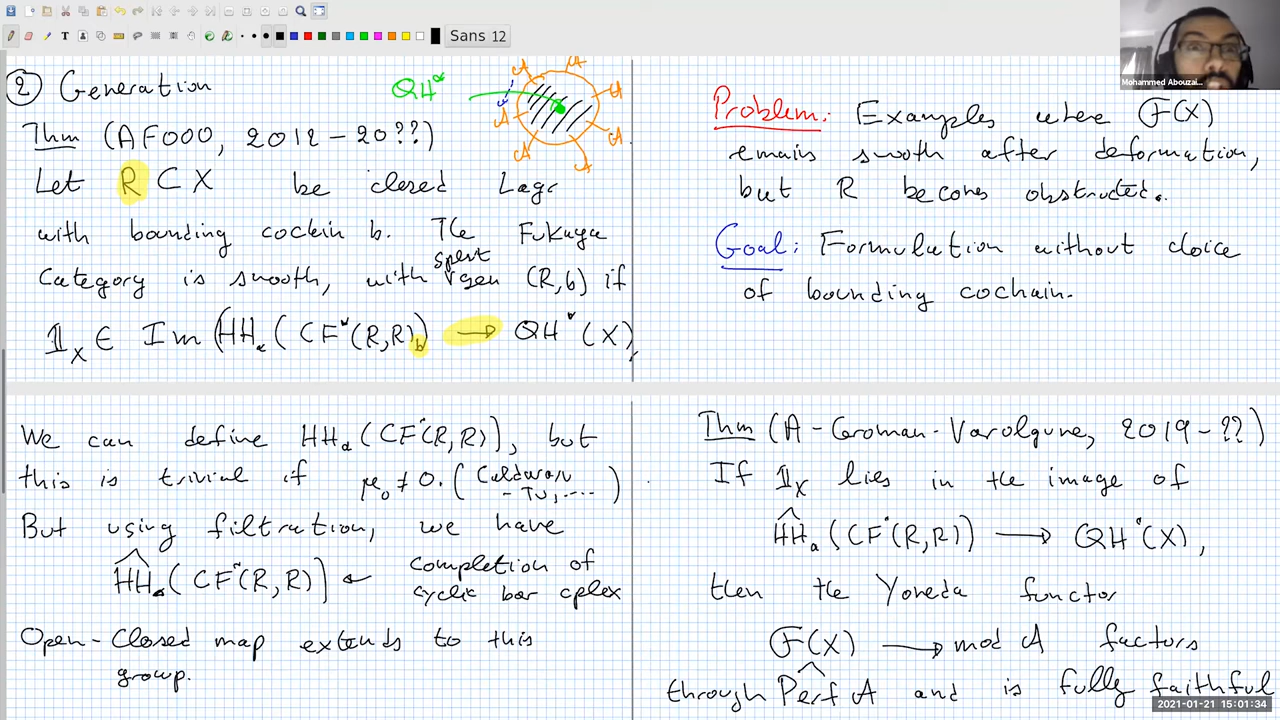 Sans 12
Mohammed Abouzai...
② Generation
QH*
A A A A A A A
Thm (AFOOO, 2012 - 20??)
Let R ⊂ X be closed Lag
with bounding cochain b. The Fukaya
category is smooth, with split gen (R,b) if
𝟙_X ∈ Im (HH_*(CF*(R,R)_b) → QH*(X)
Problem: Examples where F(X)
remains smooth after deformation,
but R becomes obstructed.
Goal: Formulation without choice
of bounding cochain.
We can define HH_*(CF*(R,R)), but
this is trivial if μ_0 ≠ 0. (Caldararu
- Tu, ....)
But using filtration, we have
ĤH_*(CF*(R,R)) ← completion of
cyclic bar cplex
Open-Closed map extends to this
group.
Thm (A-Groman-Varolgunes, 2019-??)
If 𝟙_X lies in the image of
ĤH_*(CF*(R,R)) → QH*(X),
then the Yoneda functor
F(X) → mod A factors
through Perf^ A and is fully faithful
2021-01-21 15:01:34